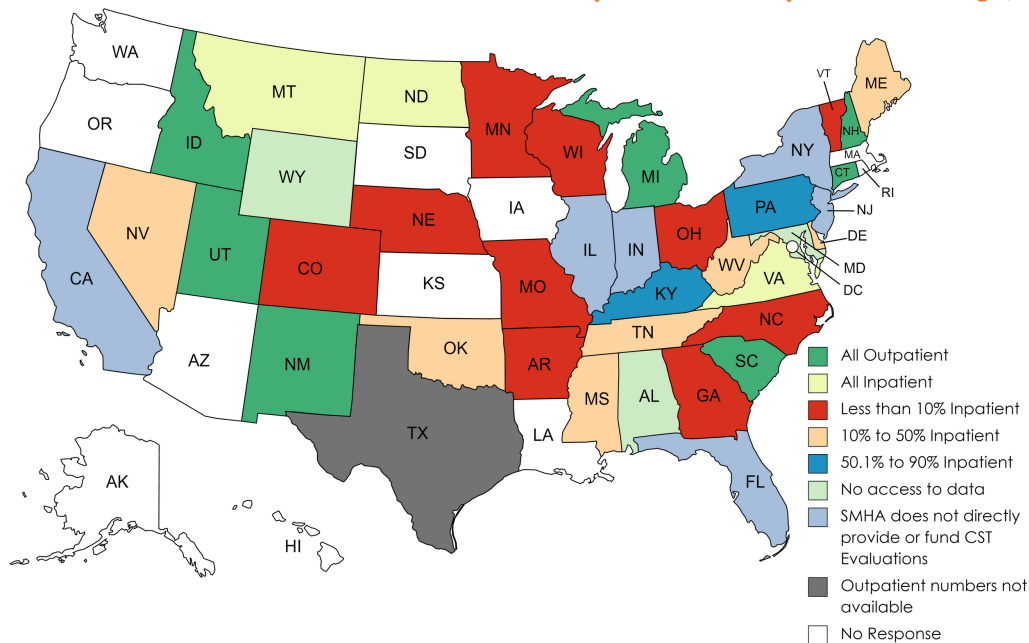 WA
OR
CA
NV
ID
MT
WY
UT
AZ
CO
NM
ND
SD
NE
KS
OK
TX
MN
IA
MO
AR
LA
WI
IL
IN
MI
OH
KY
TN
MS
AL
GA
FL
SC
NC
VA
WV
PA
NY
VT
NH
ME
MA
CT
RI
NJ
DE
MD
DC
AK
HI
All Outpatient
All Inpatient
Less than 10% Inpatient
10% to 50% Inpatient
50.1% to 90% Inpatient
No access to data
SMHA does not directly
provide or fund CST
Evaluations
Outpatient numbers not
available
No Response